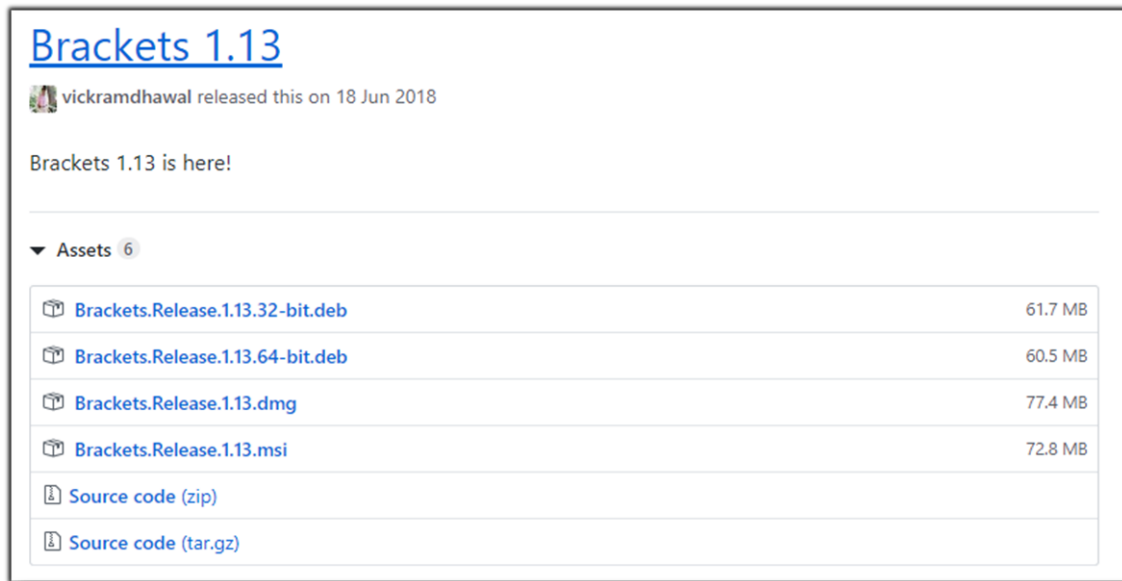 Brackets 1.13
vickramdhawal released this on 18 Jun 2018
Brackets 1.13 is here!
Assets 6
Brackets.Release.1.13.32-bit.deb 61.7 MB
Brackets.Release.1.13.64-bit.deb 60.5 MB
Brackets.Release.1.13.dmg 77.4 MB
Brackets.Release.1.13.msi 72.8 MB
Source code (zip)
Source code (tar.gz)